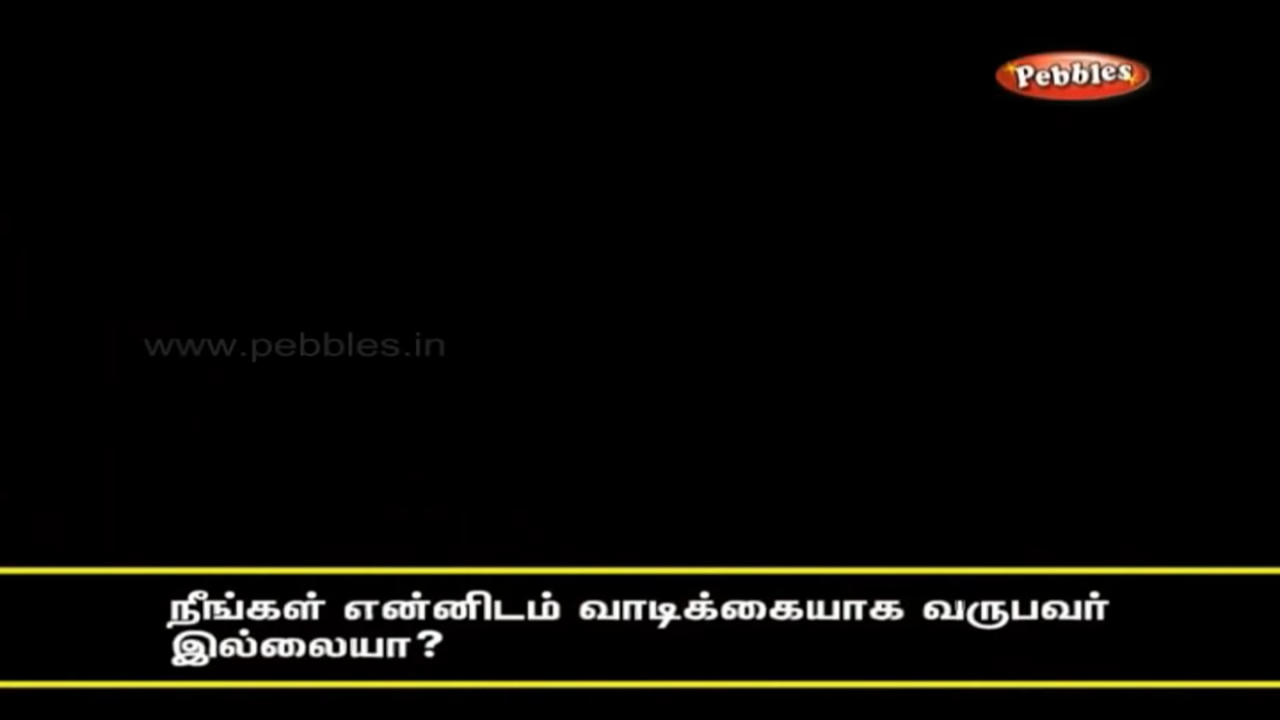 Pebbles
www.pebbles.in
நீங்கள் என்னிடம் வாடிக்கையாக வருபவர்
இல்லையா?